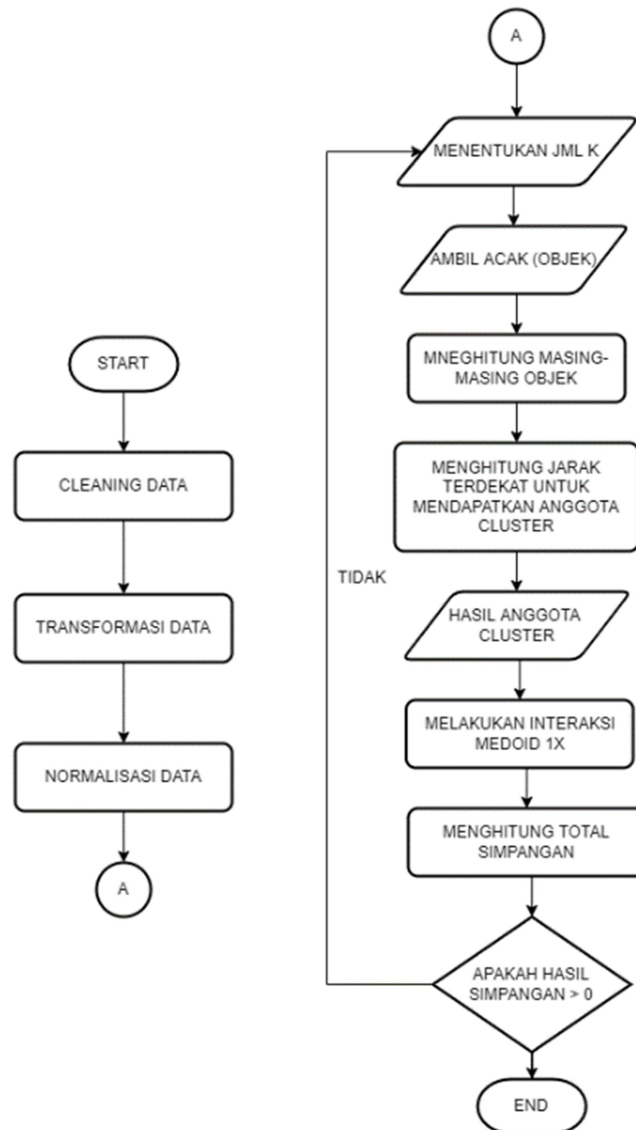 START
CLEANING DATA
TRANSFORMASI DATA
NORMALISASI DATA
A
A
MENENTUKAN JML K
AMBIL ACAK (OBJEK)
MNEGHITUNG MASING-
MASING OBJEK
MENGHITUNG JARAK
TERDEKAT UNTUK
MENDAPATKAN ANGGOTA
CLUSTER
TIDAK
HASIL ANGGOTA
CLUSTER
MELAKUKAN INTERAKSI
MEDOID 1X
MENGHITUNG TOTAL
SIMPANGAN
APAKAH HASIL
SIMPANGAN > 0
END